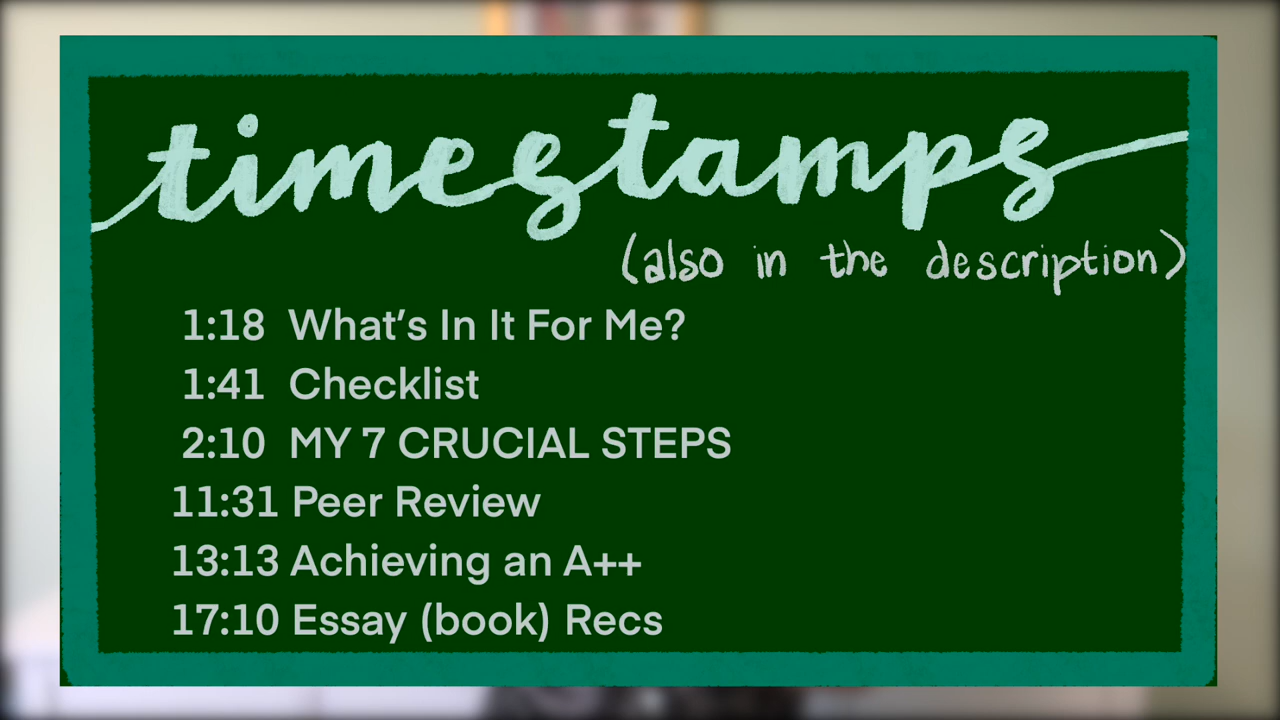 timestamps
(also in the description)
1:18 What's In It For Me?
1:41 Checklist
2:10 MY 7 CRUCIAL STEPS
11:31 Peer Review
13:13 Achieving an A++
17:10 Essay (book) Recs